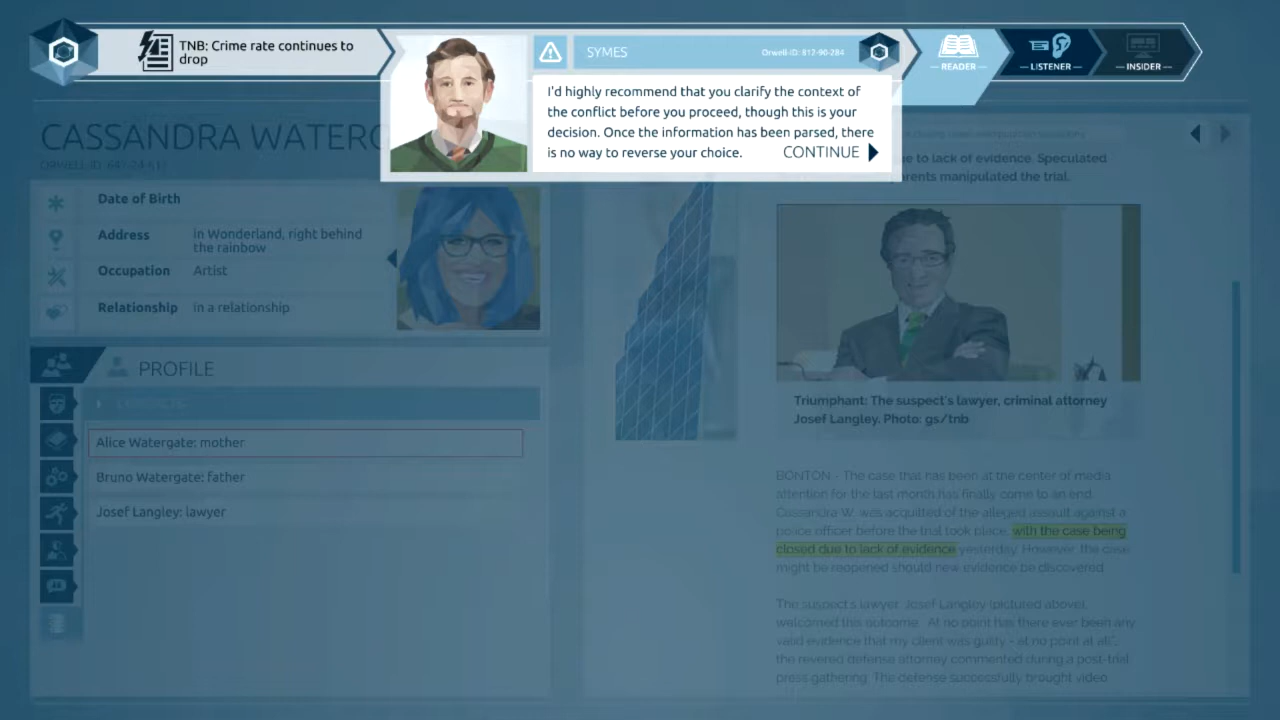 TNB: Crime rate continues to
drop
SYMES
Orwell-ID: 817-90-284
I'd highly recommend that you clarify the context of
the conflict before you proceed, though this is your
decision. Once the information has been parsed, there
is no way to reverse your choice.
CONTINUE
— READER —
— LISTENER —
— INSIDER —
CASSANDRA WATERG
ORWELL-ID:
Date of Birth
Address
in Wonderland, right behind
the rainbow
Occupation
Artist
Relationship
in a relationship
PROFILE
CONTACTS
Alice Watergate: mother
Bruno Watergate: father
Josef Langley: lawyer
ue to lack of evidence. Speculated
rents manipulated the trial.
Triumphant: The suspect's lawyer, criminal attorney
Josef Langley. Photo: gs/tnb
BONTON - The case that has been at the center of media
attention for the last month has finally come to an end.
Cassandra W. was acquitted of the alleged assault against a
police officer before the trial took place, with the case being
closed due to lack of evidence yesterday. However, the case
might be reopened should new evidence be discovered.
The suspect's lawyer, Josef Langley (pictured above),
welcomed this outcome. "At no point has there ever been any
valid evidence that my client was guilty - at no point at all",
the revered defense attorney commented during a post-trial
press gathering. The defense successfully brought video